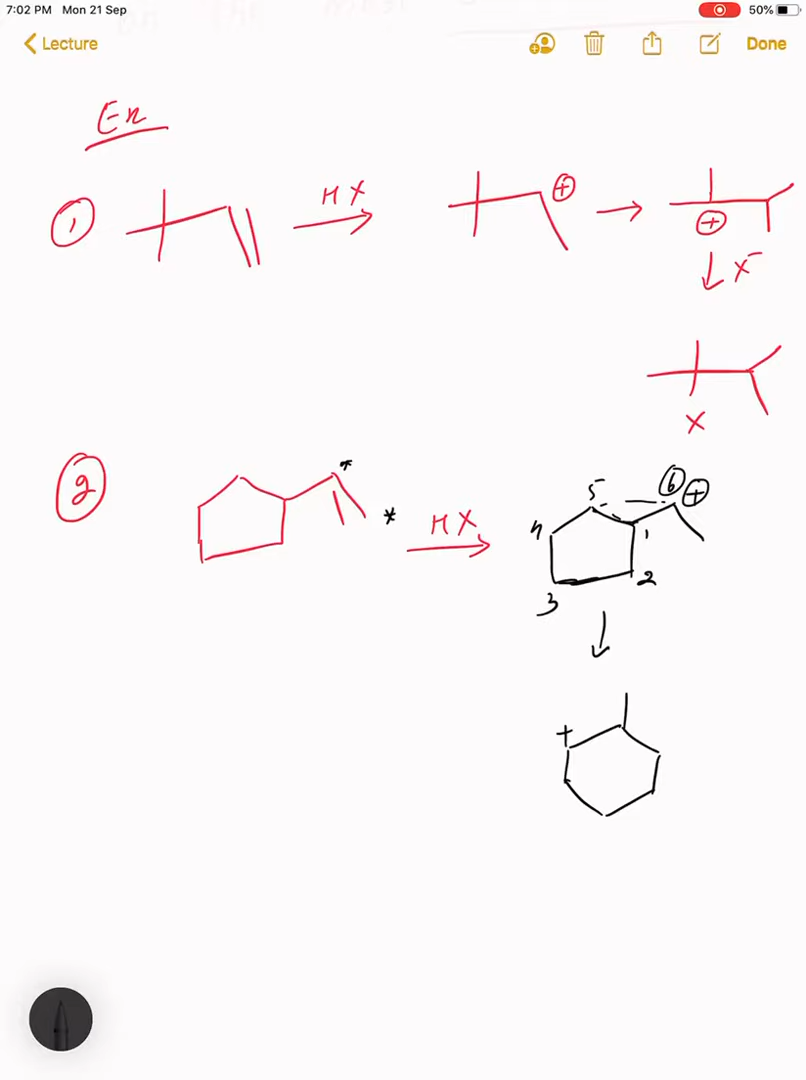 7:02 PM Mon 21 Sep
50%
Lecture
Done
Ex
1
HX
+
+
X⁻
X
2
*
*
HX
5
6
+
4
1
2
3
+